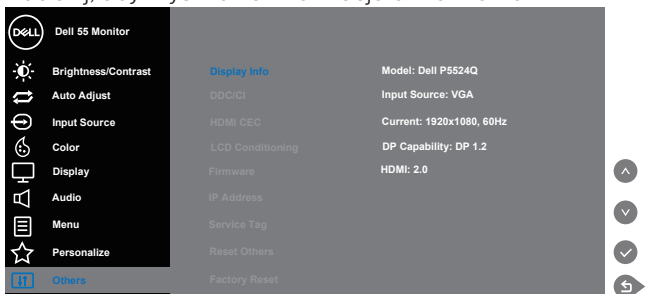 DELL Dell 55 Monitor
Brightness/Contrast Display Info Model: Dell P5524Q
Auto Adjust DDC/CI Input Source: VGA
Input Source HDMI CEC Current: 1920x1080, 60Hz
Color LCD Conditioning DP Capability: DP 1.2
Display Firmware HDMI: 2.0
Audio IP Address
Menu Service Tag
Personalize Reset Others
Others Factory Reset